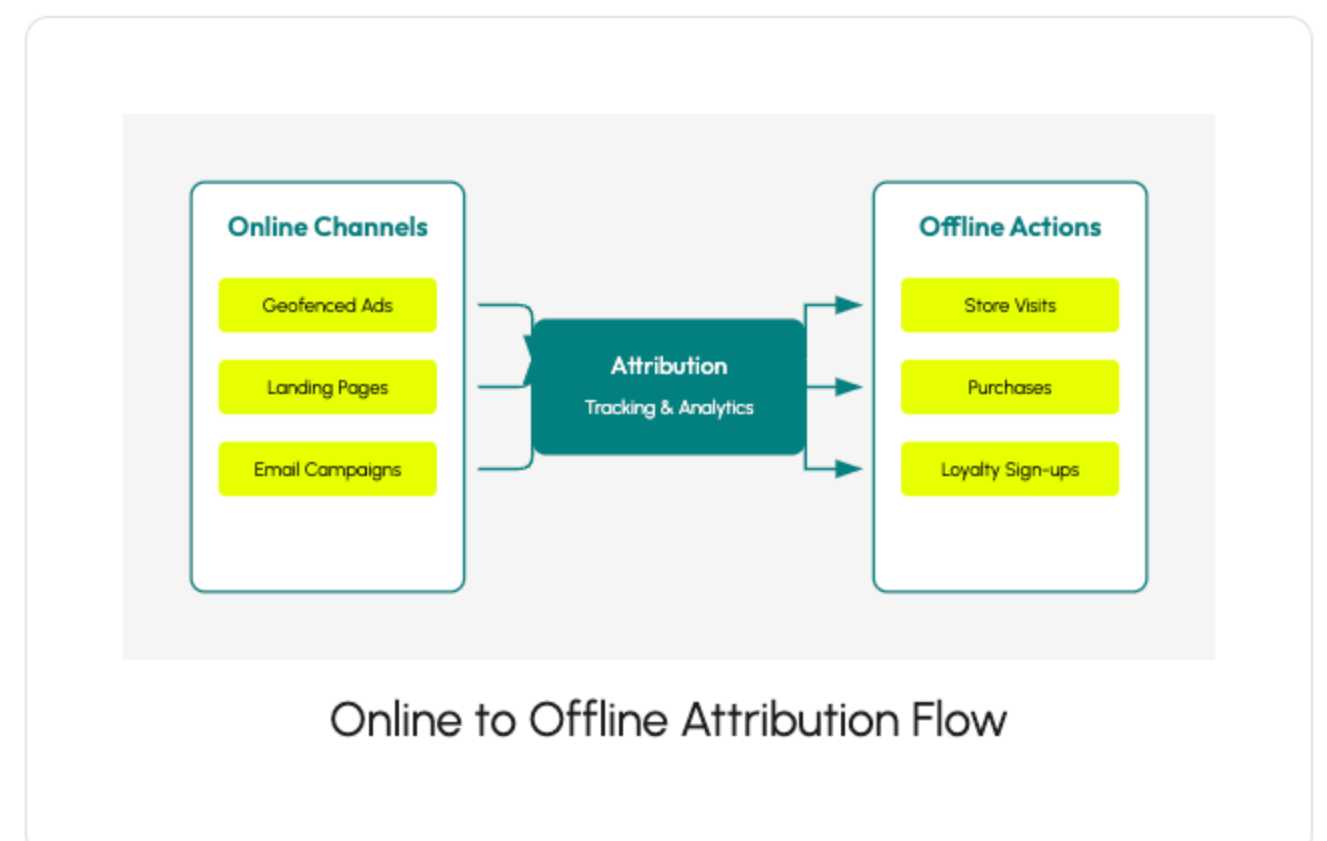 Online Channels
Geofenced Ads
Landing Pages
Email Campaigns
Attribution
Tracking & Analytics
Offline Actions
Store Visits
Purchases
Loyalty Sign-ups
Online to Offline Attribution Flow